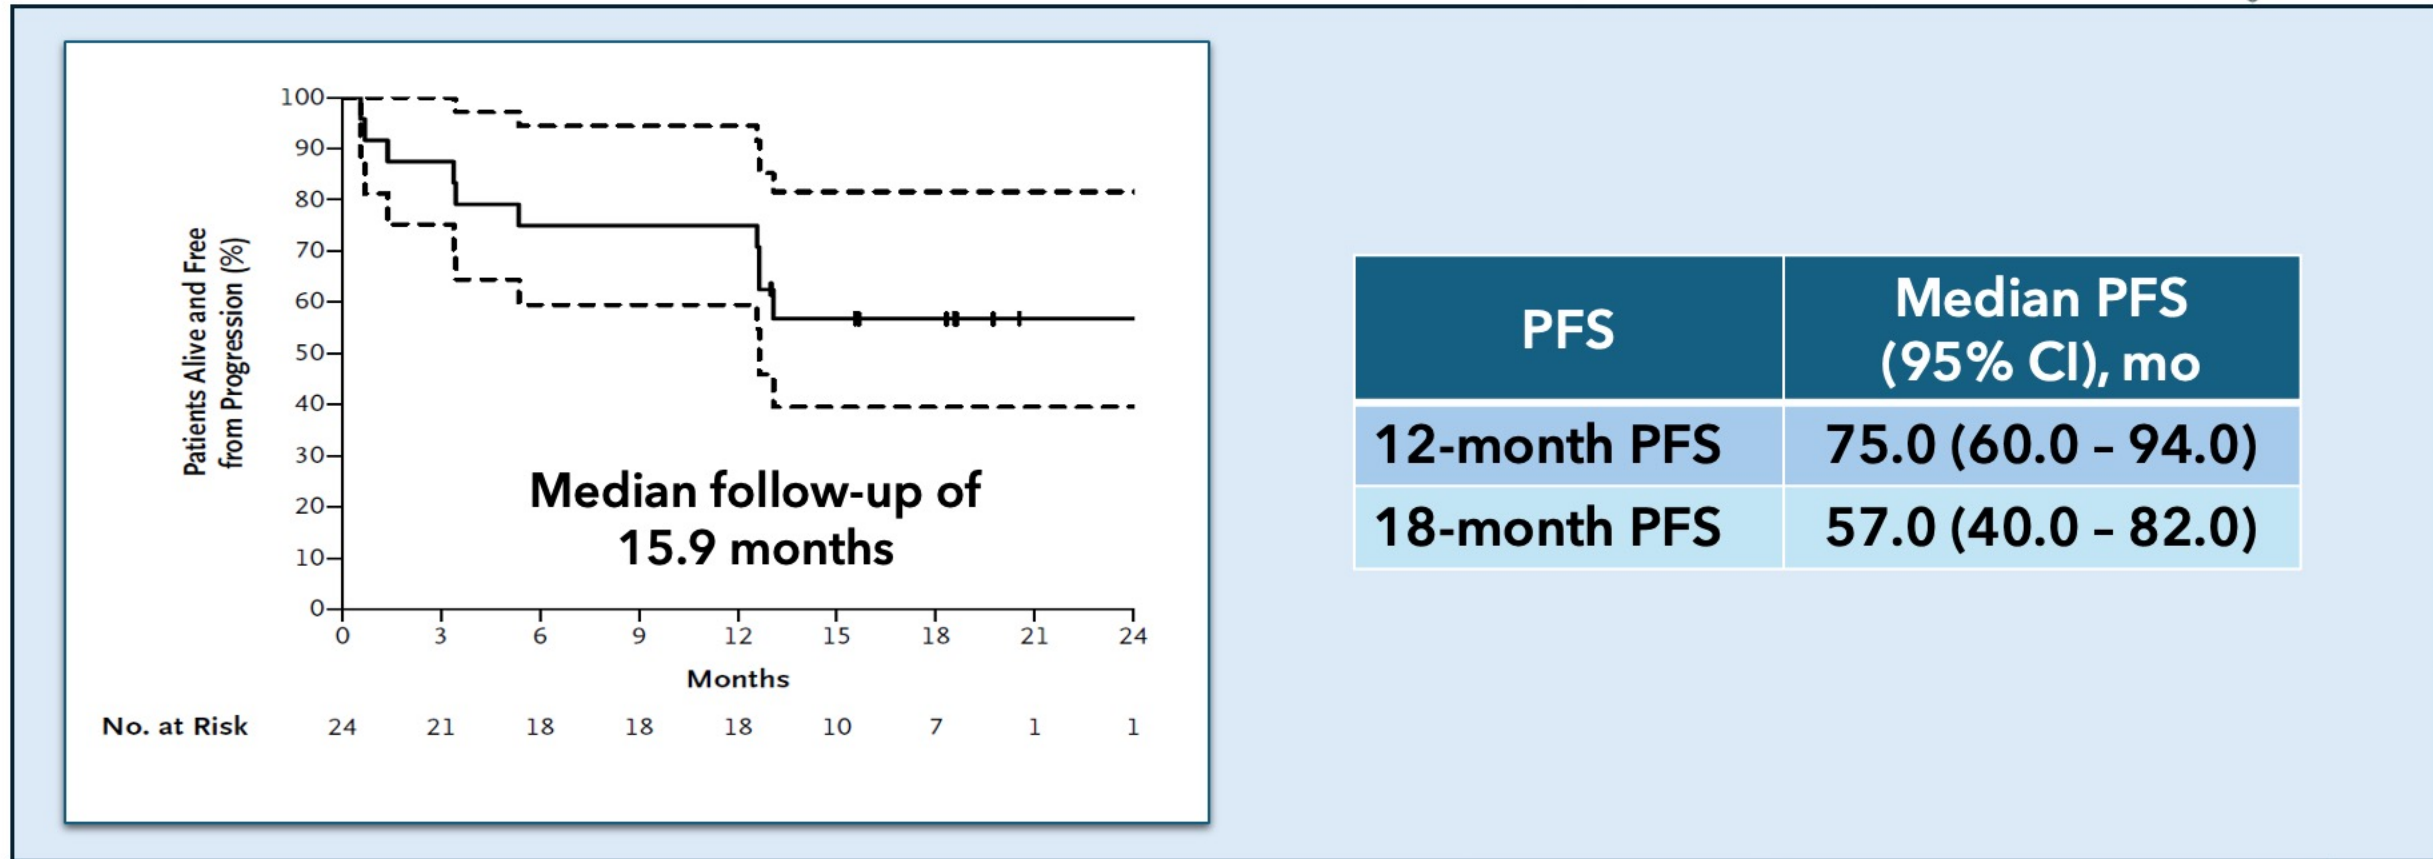 100
90
80
70
60
50
40
30
20
10
0
Patients Alive and Free
from Progression (%)
Median follow-up of
15.9 months
0 3 6 9 12 15 18 21 24
Months
No. at Risk 24 21 18 18 18 10 7 1 1
PFS
Median PFS
(95% CI), mo
12-month PFS 75.0 (60.0 – 94.0)
18-month PFS 57.0 (40.0 – 82.0)